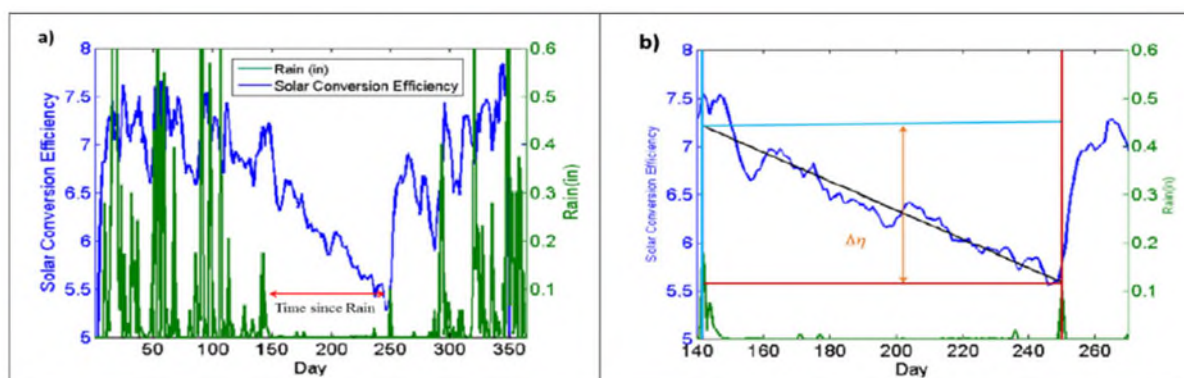 a)
8
7.5
7
6.5
6
5.5
5
Solar Conversion Efficiency
Rain (in)
Solar Conversion Efficiency
Time since Rain
0.6
0.5
0.4
0.3
0.2
0.1
Rain(in)
50 100 150 200 250 300 350
Day
b)
8
7.5
7
6.5
6
5.5
5
Solar Conversion Efficiency
Δη
0.6
0.5
0.4
0.3
0.2
0.1
Rain(in)
140 160 180 200 220 240 260
Day